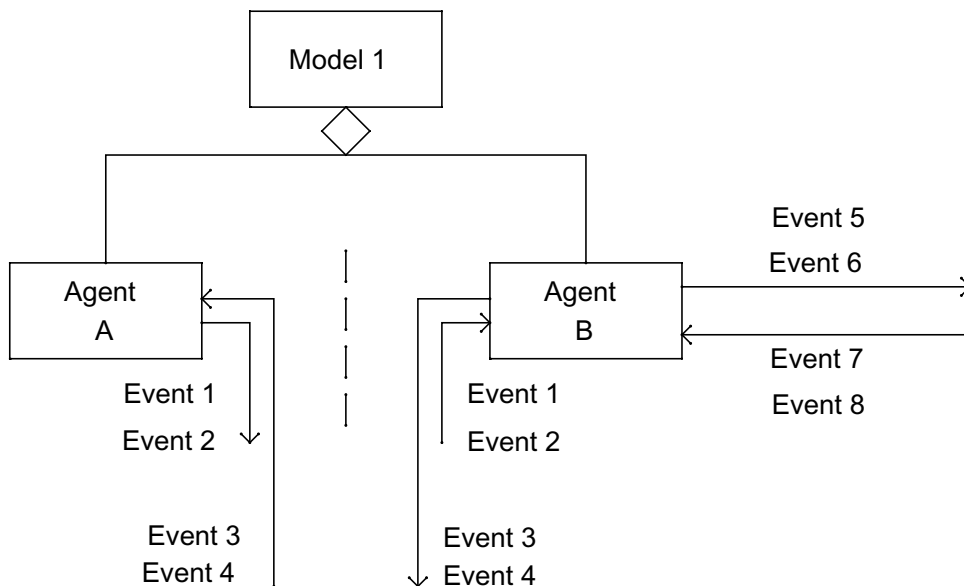 Model 1
Agent
A
Agent
B
Event 5
Event 6
Event 7
Event 8
Event 1
Event 2
Event 1
Event 2
Event 3
Event 4
Event 3
Event 4